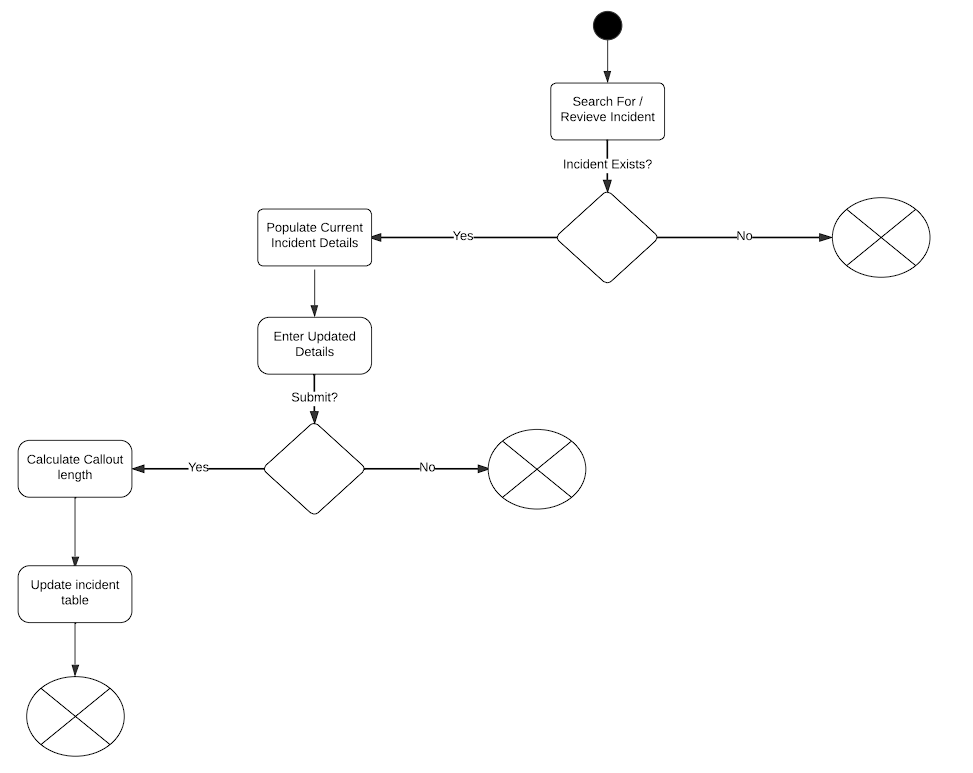 Search For /
Revieve Incident
Incident Exists?
Populate Current
Incident Details
Yes
No
Enter Updated
Details
Submit?
Calculate Callout
length
Yes
No
Update incident
table